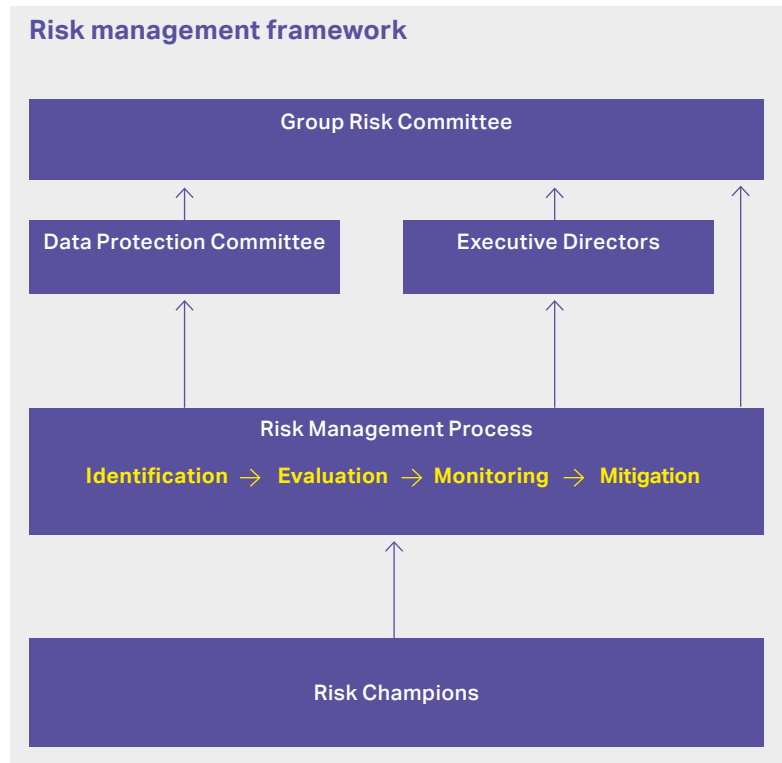 Risk management framework
Group Risk Committee
Data Protection Committee
Executive Directors
Risk Management Process
Identification → Evaluation → Monitoring → Mitigation
Risk Champions